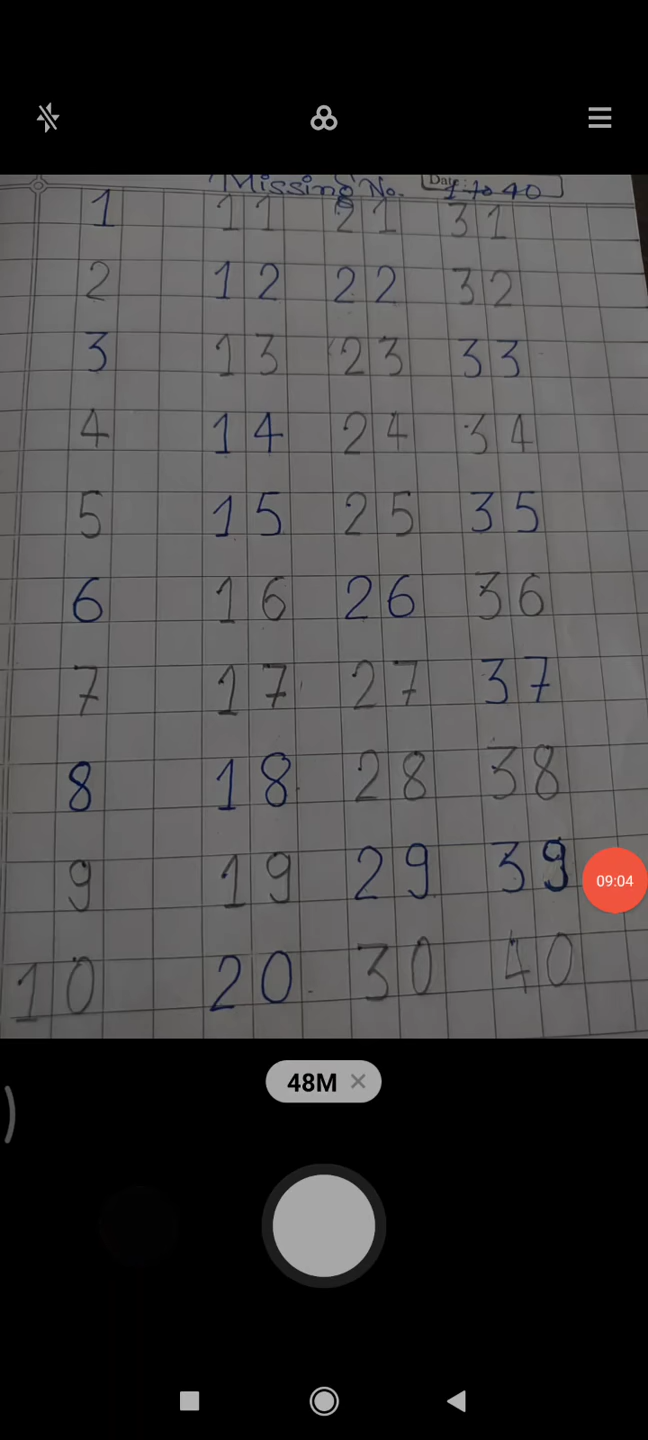 Missing No. Date: 1 to 40
1 11 21 31
2 12 22 32
3 13 23 33
4 14 24 34
5 15 25 35
6 16 26 36
7 17 27 37
8 18 28 38
9 19 29 39
09:04
10 20 30 40
48M ×